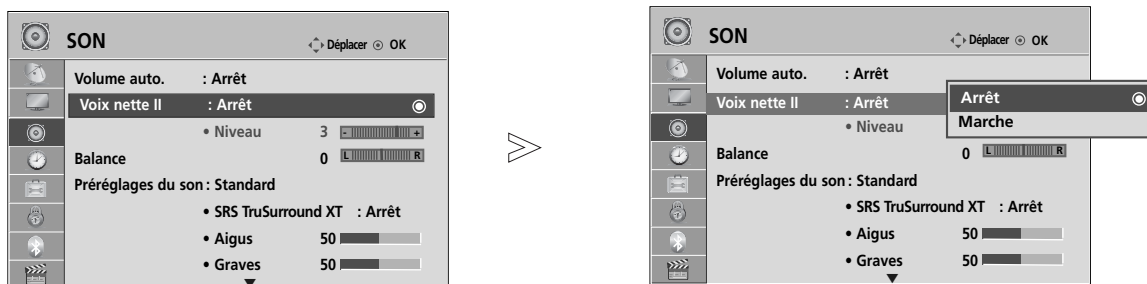 SON Déplacer OK
Volume auto. : Arrêt
Voix nette II : Arrêt
• Niveau 3 - +
Balance 0 L R
Préréglages du son : Standard
• SRS TruSurround XT : Arrêt
• Aigus 50
• Graves 50
SON Déplacer OK
Volume auto. : Arrêt
Voix nette II : Arrêt
Arrêt
Marche
• Niveau
Balance 0 L R
Préréglages du son : Standard
• SRS TruSurround XT : Arrêt
• Aigus 50
• Graves 50